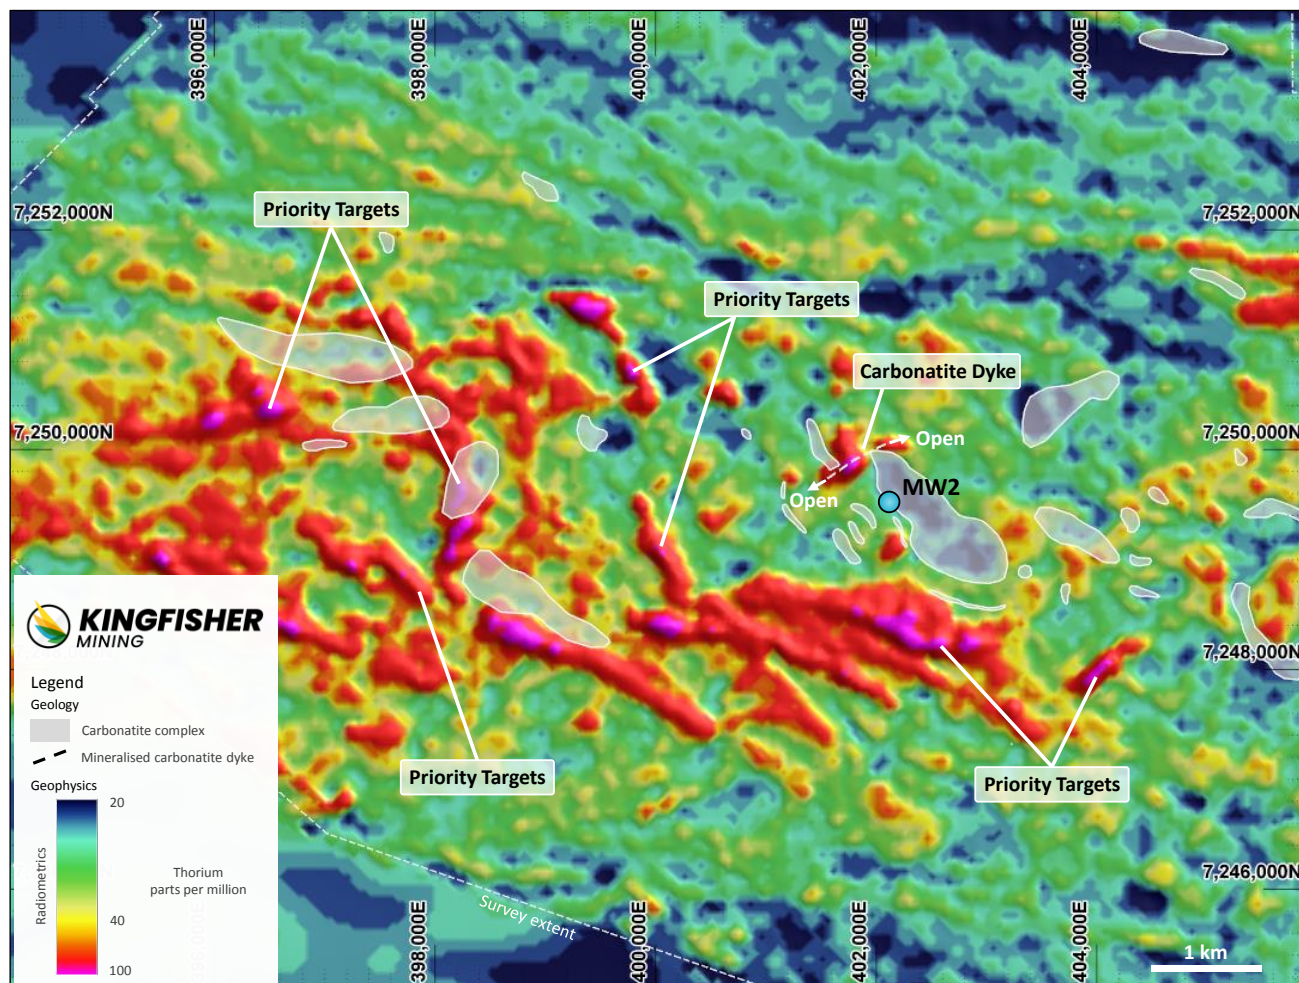 396,000E
398,000E
400,000E
402,000E
404,000E
7,252,000N
7,252,000N
Priority Targets
Priority Targets
Carbonatite Dyke
7,250,000N
7,250,000N
Open
Open
MW2
7,248,000N
KINGFISHER
MINING
Legend
Geology
Carbonatite complex
Mineralised carbonatite dyke
Geophysics
Radiometrics
20
40
100
Thorium
parts per million
Priority Targets
Priority Targets
7,246,000N
Survey extent
396,000E
398,000E
400,000E
402,000E
404,000E
1 km